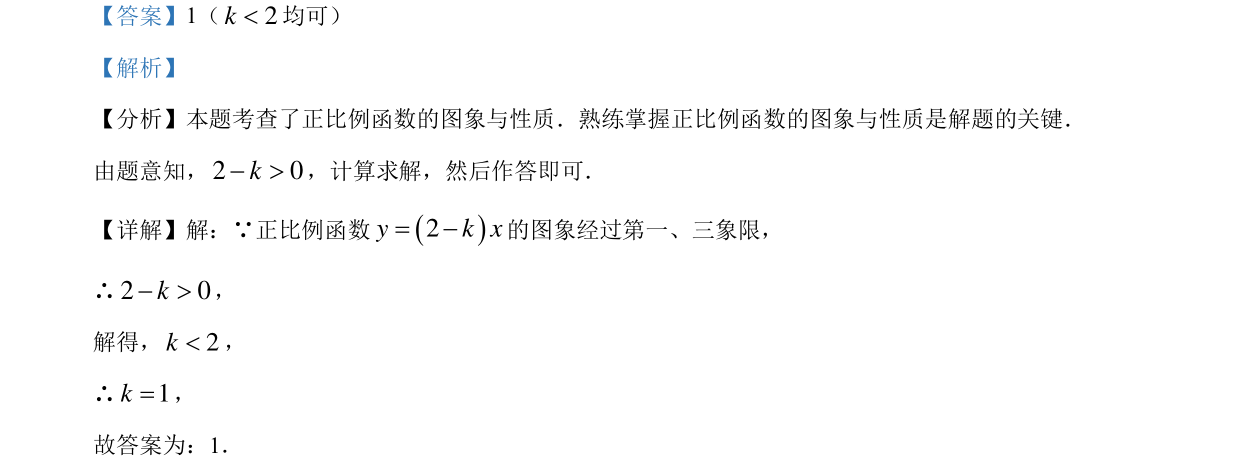 【答案】1（k＜2均可）
【解析】
【分析】本题考查了正比例函数的图象与性质．熟练掌握正比例函数的图象与性质是解题的关键．
由题意知，2－k＞0，计算求解，然后作答即可．
【详解】解：∵正比例函数y＝(2－k)x的图象经过第一、三象限，
∴2－k＞0，
解得，k＜2，
∴k＝1，
故答案为：1．